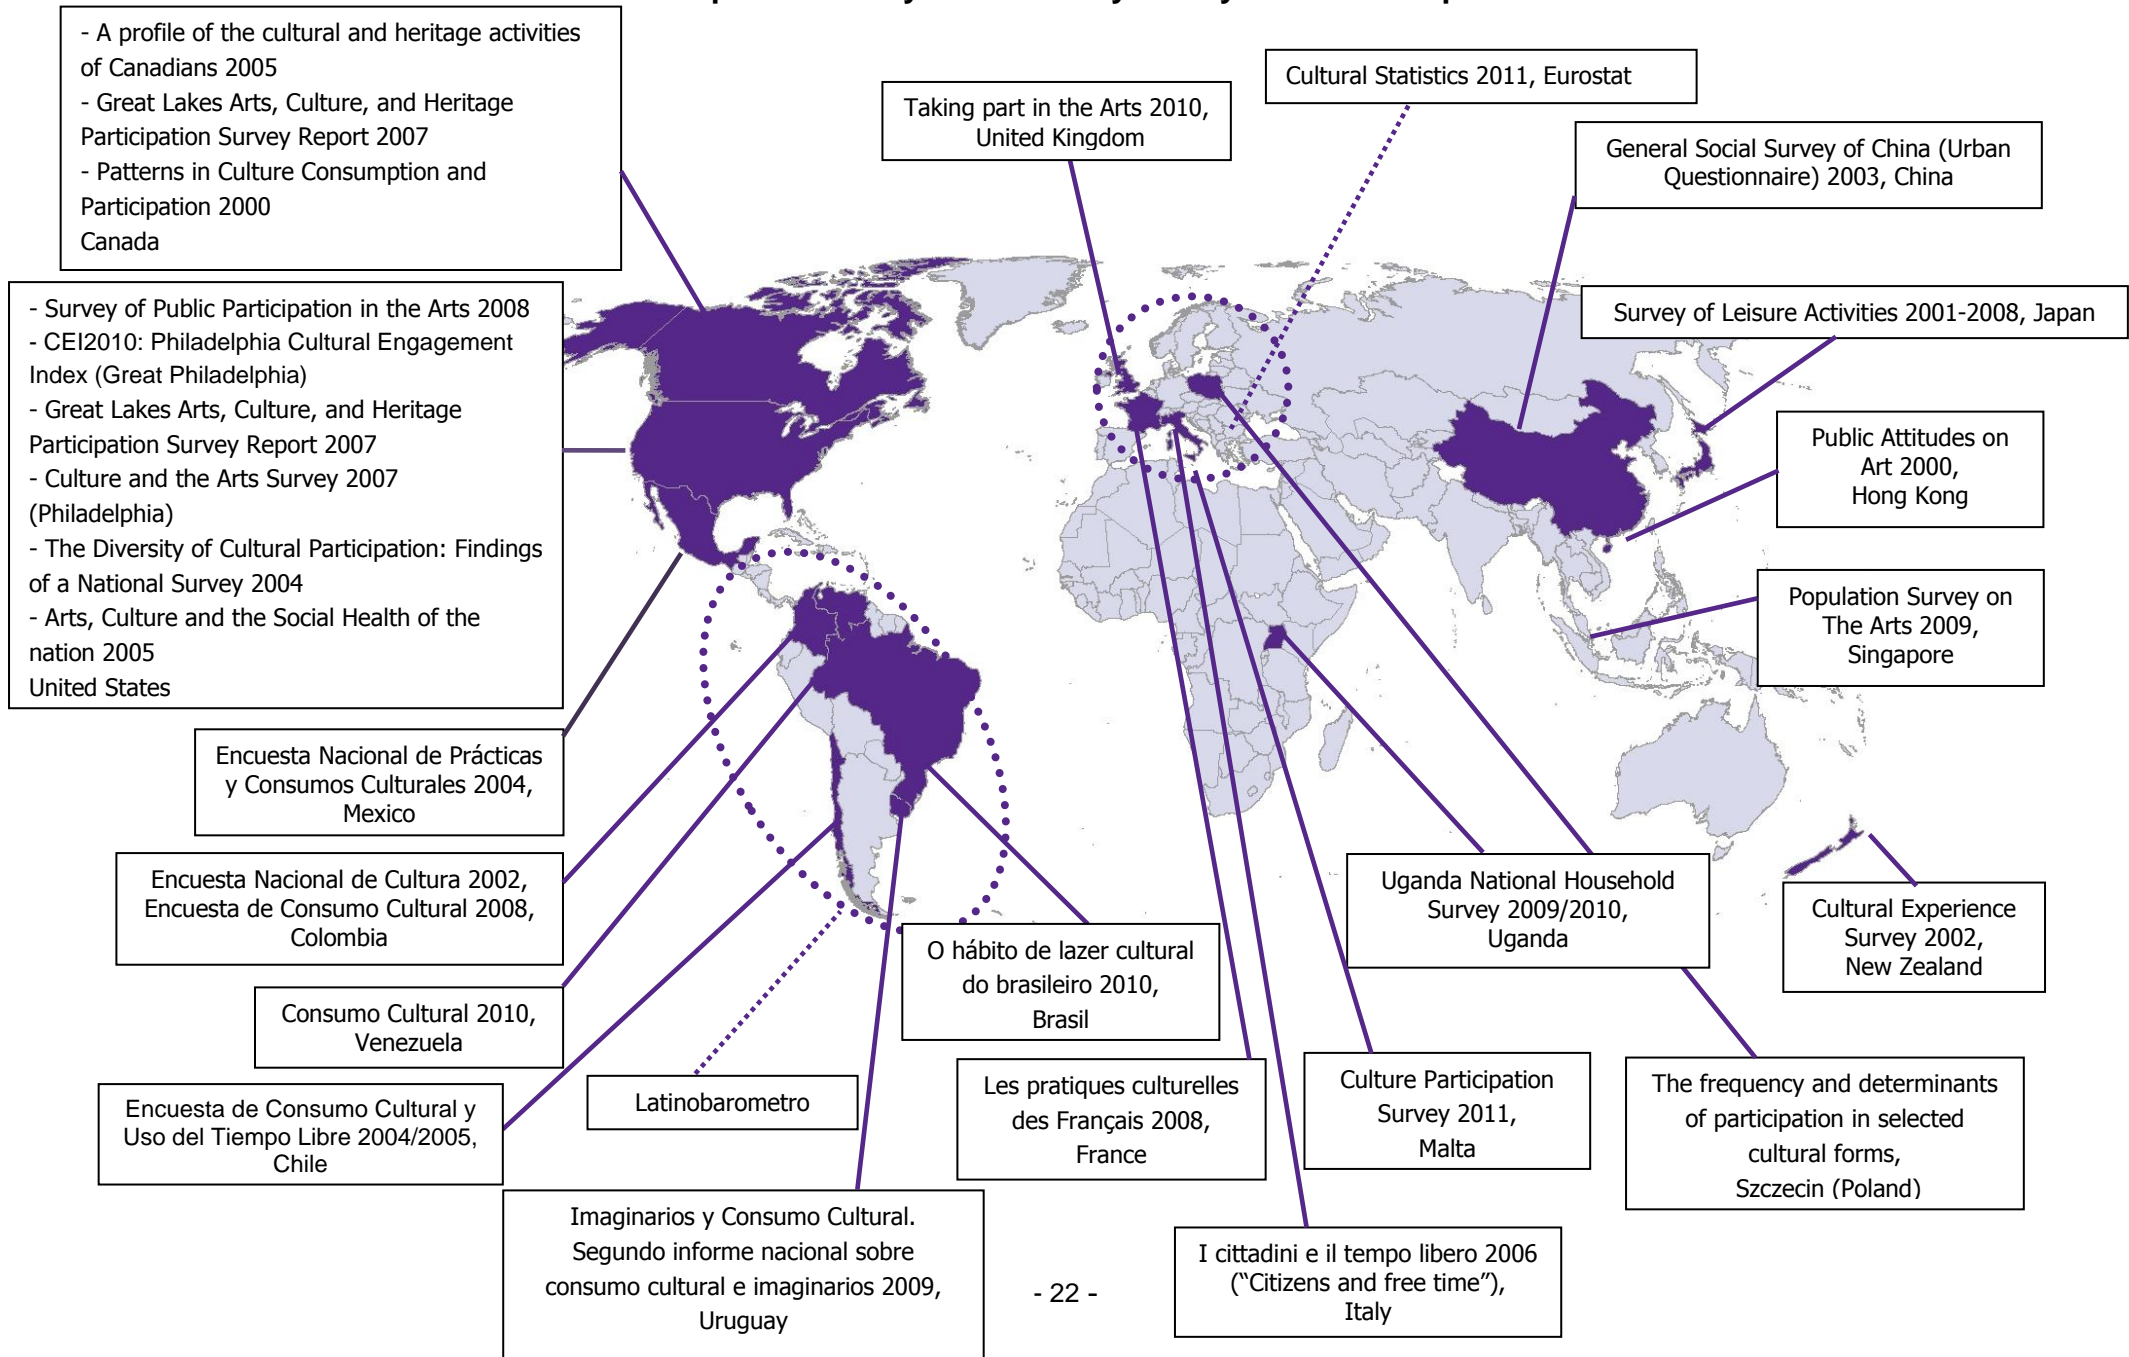 - A profile of the cultural and heritage activities
of Canadians 2005
- Great Lakes Arts, Culture, and Heritage
Participation Survey Report 2007
- Patterns in Culture Consumption and
Participation 2000
Canada
Taking part in the Arts 2010,
United Kingdom
Cultural Statistics 2011, Eurostat
General Social Survey of China (Urban
Questionnaire) 2003, China
- Survey of Public Participation in the Arts 2008
- CEI2010: Philadelphia Cultural Engagement
Index (Great Philadelphia)
- Great Lakes Arts, Culture, and Heritage
Participation Survey Report 2007
- Culture and the Arts Survey 2007
(Philadelphia)
- The Diversity of Cultural Participation: Findings
of a National Survey 2004
- Arts, Culture and the Social Health of the
nation 2005
United States
Survey of Leisure Activities 2001-2008, Japan
Public Attitudes on
Art 2000,
Hong Kong
Population Survey on
The Arts 2009,
Singapore
Encuesta Nacional de Prácticas
y Consumos Culturales 2004,
Mexico
Encuesta Nacional de Cultura 2002,
Encuesta de Consumo Cultural 2008,
Colombia
Consumo Cultural 2010,
Venezuela
Encuesta de Consumo Cultural y
Uso del Tiempo Libre 2004/2005,
Chile
Latinobarometro
Imaginarios y Consumo Cultural.
Segundo informe nacional sobre
consumo cultural e imaginarios 2009,
Uruguay
O hábito de lazer cultural
do brasileiro 2010,
Brasil
Les pratiques culturelles
des Français 2008,
France
I cittadini e il tempo libero 2006
("Citizens and free time"),
Italy
Culture Participation
Survey 2011,
Malta
Uganda National Household
Survey 2009/2010,
Uganda
The frequency and determinants
of participation in selected
cultural forms,
Szczecin (Poland)
Cultural Experience
Survey 2002,
New Zealand
- 22 -